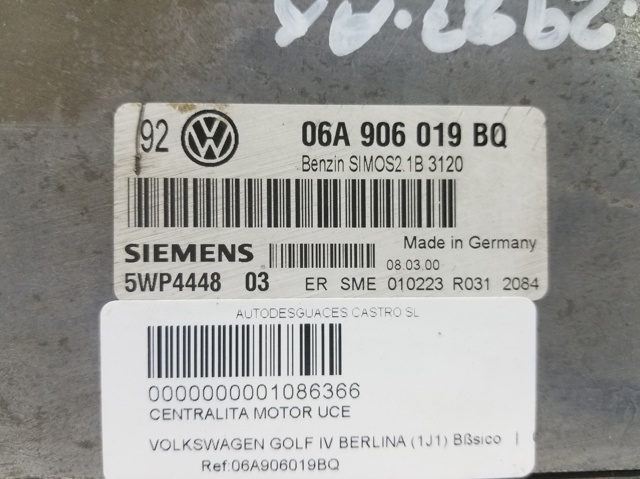 .2937.AS
92 06A 906 019 BQ
Benzin SIMOS2.1B 3120
Made in Germany
SIEMENS 08.03.00
5WP4448 03 ER SME 010223 R031 2084
AUTODESGUACES CASTRO SL
0000000001086366
CENTRALITA MOTOR UCE
VOLKSWAGEN GOLF IV BERLINA (1J1) Bßsico |
Ref:06A906019BQ